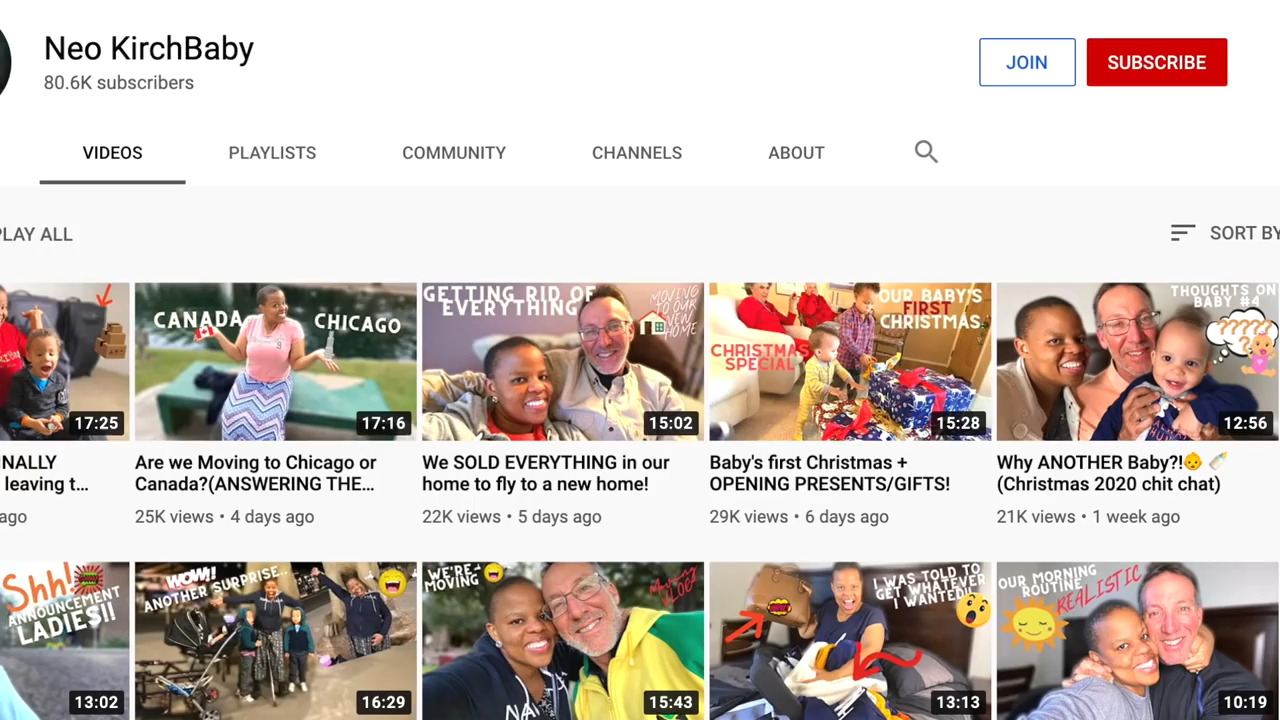 Neo KirchBaby
80.6K subscribers
JOIN
SUBSCRIBE
VIDEOS
PLAYLISTS
COMMUNITY
CHANNELS
ABOUT
PLAY ALL
SORT BY
17:25
CANADA
CHICAGO
17:16
GETTING RID OF
EVERYTHING
MOVING
TO OUR
NEW
HOME
15:02
OUR BABY'S
FIRST
CHRISTMAS
CHRISTMAS
SPECIAL
15:28
THOUGHTS ON
BABY #4
?????
12:56
INALLY
leaving t...
ago
Are we Moving to Chicago or
Canada?(ANSWERING THE...
25K views • 4 days ago
We SOLD EVERYTHING in our
home to fly to a new home!
22K views • 5 days ago
Baby's first Christmas +
OPENING PRESENTS/GIFTS!
29K views • 6 days ago
Why ANOTHER Baby?!👶 🍼
(Christmas 2020 chit chat)
21K views • 1 week ago
Shh!
ANNOUNCEMENT
LADIES!!
13:02
WOW!!
ANOTHER SURPRISE..
16:29
WE'RE
MOVING
VLOG
NAV
15:43
I WAS TOLD TO
GET WHATEVER
I WANTED!!
13:13
OUR MORNING
ROUTINE
REALISTIC
10:19